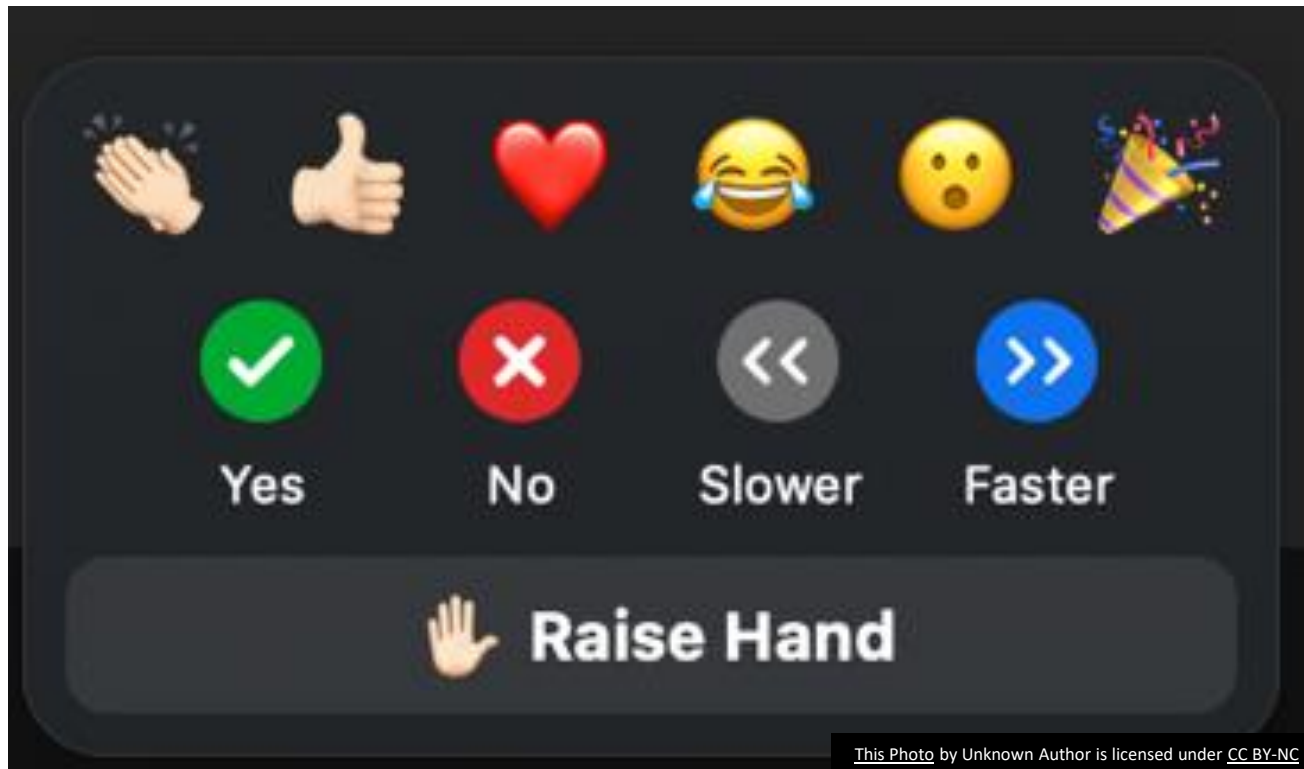 Yes No Slower Faster
Raise Hand
This Photo by Unknown Author is licensed under CC BY-NC